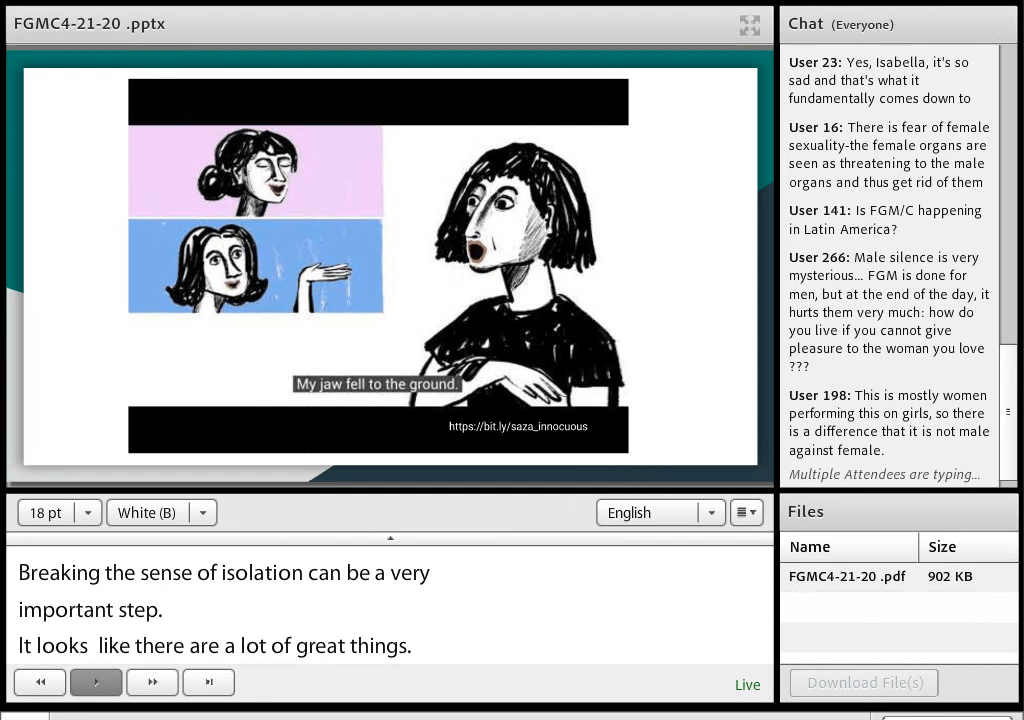 FGMC4-21-20 .pptx
My jaw fell to the ground.
https://bit.ly/saza_innocuous
Chat (Everyone)
User 23: Yes, Isabella, it's so
sad and that's what it
fundamentally comes down to
User 16: There is fear of female
sexuality-the female organs are
seen as threatening to the male
organs and thus get rid of them
User 141: Is FGM/C happening
in Latin America?
User 266: Male silence is very
mysterious... FGM is done for
men, but at the end of the day, it
hurts them very much: how do
you live if you cannot give
pleasure to the woman you love
???
User 198: This is mostly women
performing this on girls, so there
is a difference that it is not male
against female.
Multiple Attendees are typing...
18 pt White (B) English
Breaking the sense of isolation can be a very
important step.
It looks like there are a lot of great things.
Live
Files
Name Size
FGMC4-21-20 .pdf 902 KB
Download File(s)